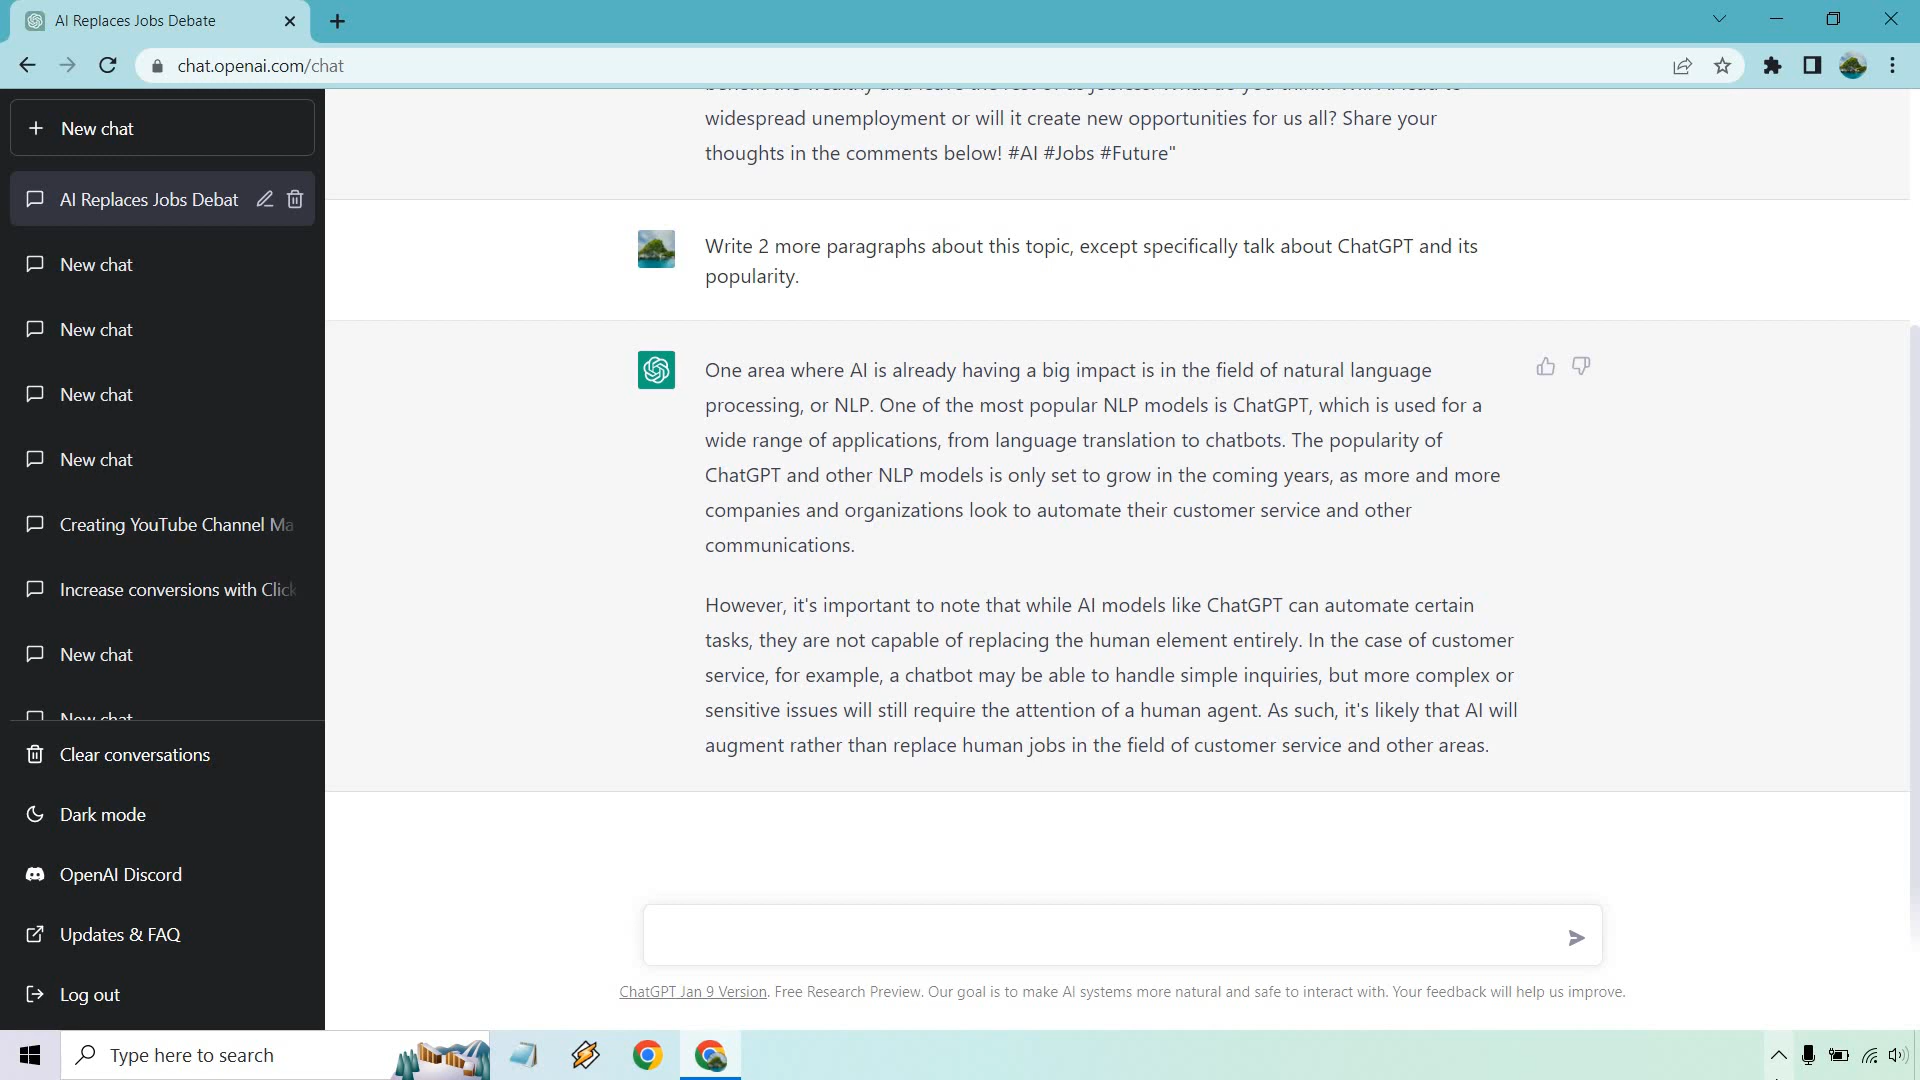 AI Replaces Jobs Debate
chat.openai.com/chat
New chat
AI Replaces Jobs Debat
New chat
New chat
New chat
New chat
Creating YouTube Channel Ma
Increase conversions with Click
New chat
New chat
Clear conversations
Dark mode
OpenAI Discord
Updates & FAQ
Log out
widespread unemployment or will it create new opportunities for us all? Share your
thoughts in the comments below! #AI #Jobs #Future"
Write 2 more paragraphs about this topic, except specifically talk about ChatGPT and its
popularity.
One area where AI is already having a big impact is in the field of natural language
processing, or NLP. One of the most popular NLP models is ChatGPT, which is used for a
wide range of applications, from language translation to chatbots. The popularity of
ChatGPT and other NLP models is only set to grow in the coming years, as more and more
companies and organizations look to automate their customer service and other
communications.
However, it's important to note that while AI models like ChatGPT can automate certain
tasks, they are not capable of replacing the human element entirely. In the case of customer
service, for example, a chatbot may be able to handle simple inquiries, but more complex or
sensitive issues will still require the attention of a human agent. As such, it's likely that AI will
augment rather than replace human jobs in the field of customer service and other areas.
ChatGPT Jan 9 Version. Free Research Preview. Our goal is to make AI systems more natural and safe to interact with. Your feedback will help us improve.
Type here to search